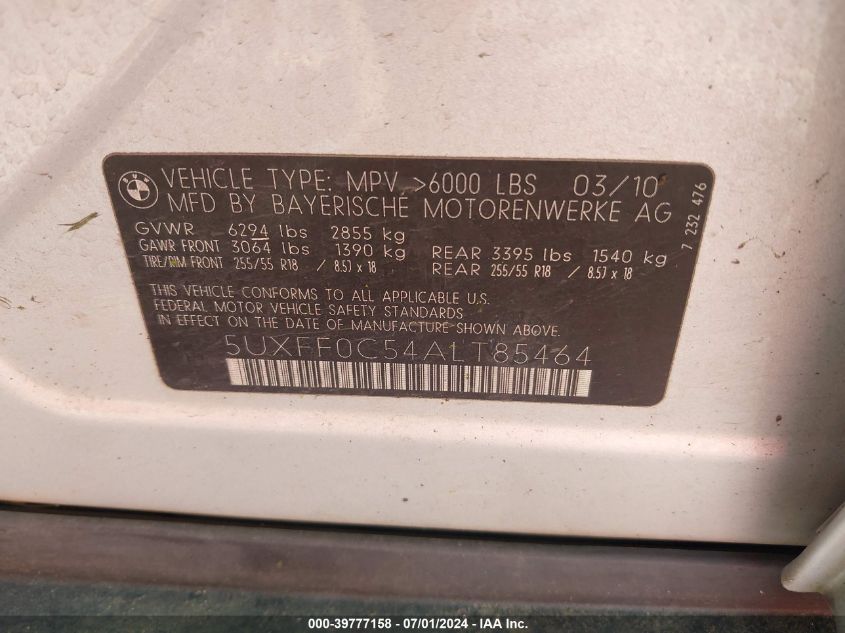 BMW
VEHICLE TYPE: MPV >6000 LBS 03/10
MFD BY BAYERISCHE MOTORENWERKE AG
GVWR 6294 lbs 2855 kg
GAWR FRONT 3064 lbs 1390 kg REAR 3395 lbs 1540 kg
TIRE/RIM FRONT 255/55 R18 / 8.5J x 18 REAR 255/55 R18 / 8.5J x 18
THIS VEHICLE CONFORMS TO ALL APPLICABLE U.S.
FEDERAL MOTOR VEHICLE SAFETY STANDARDS
IN EFFECT ON THE DATE OF MANUFACTURE SHOWN ABOVE.
5UXFF0C54ALT85464
7 232 476
000-39777158 - 07/01/2024 - IAA Inc.